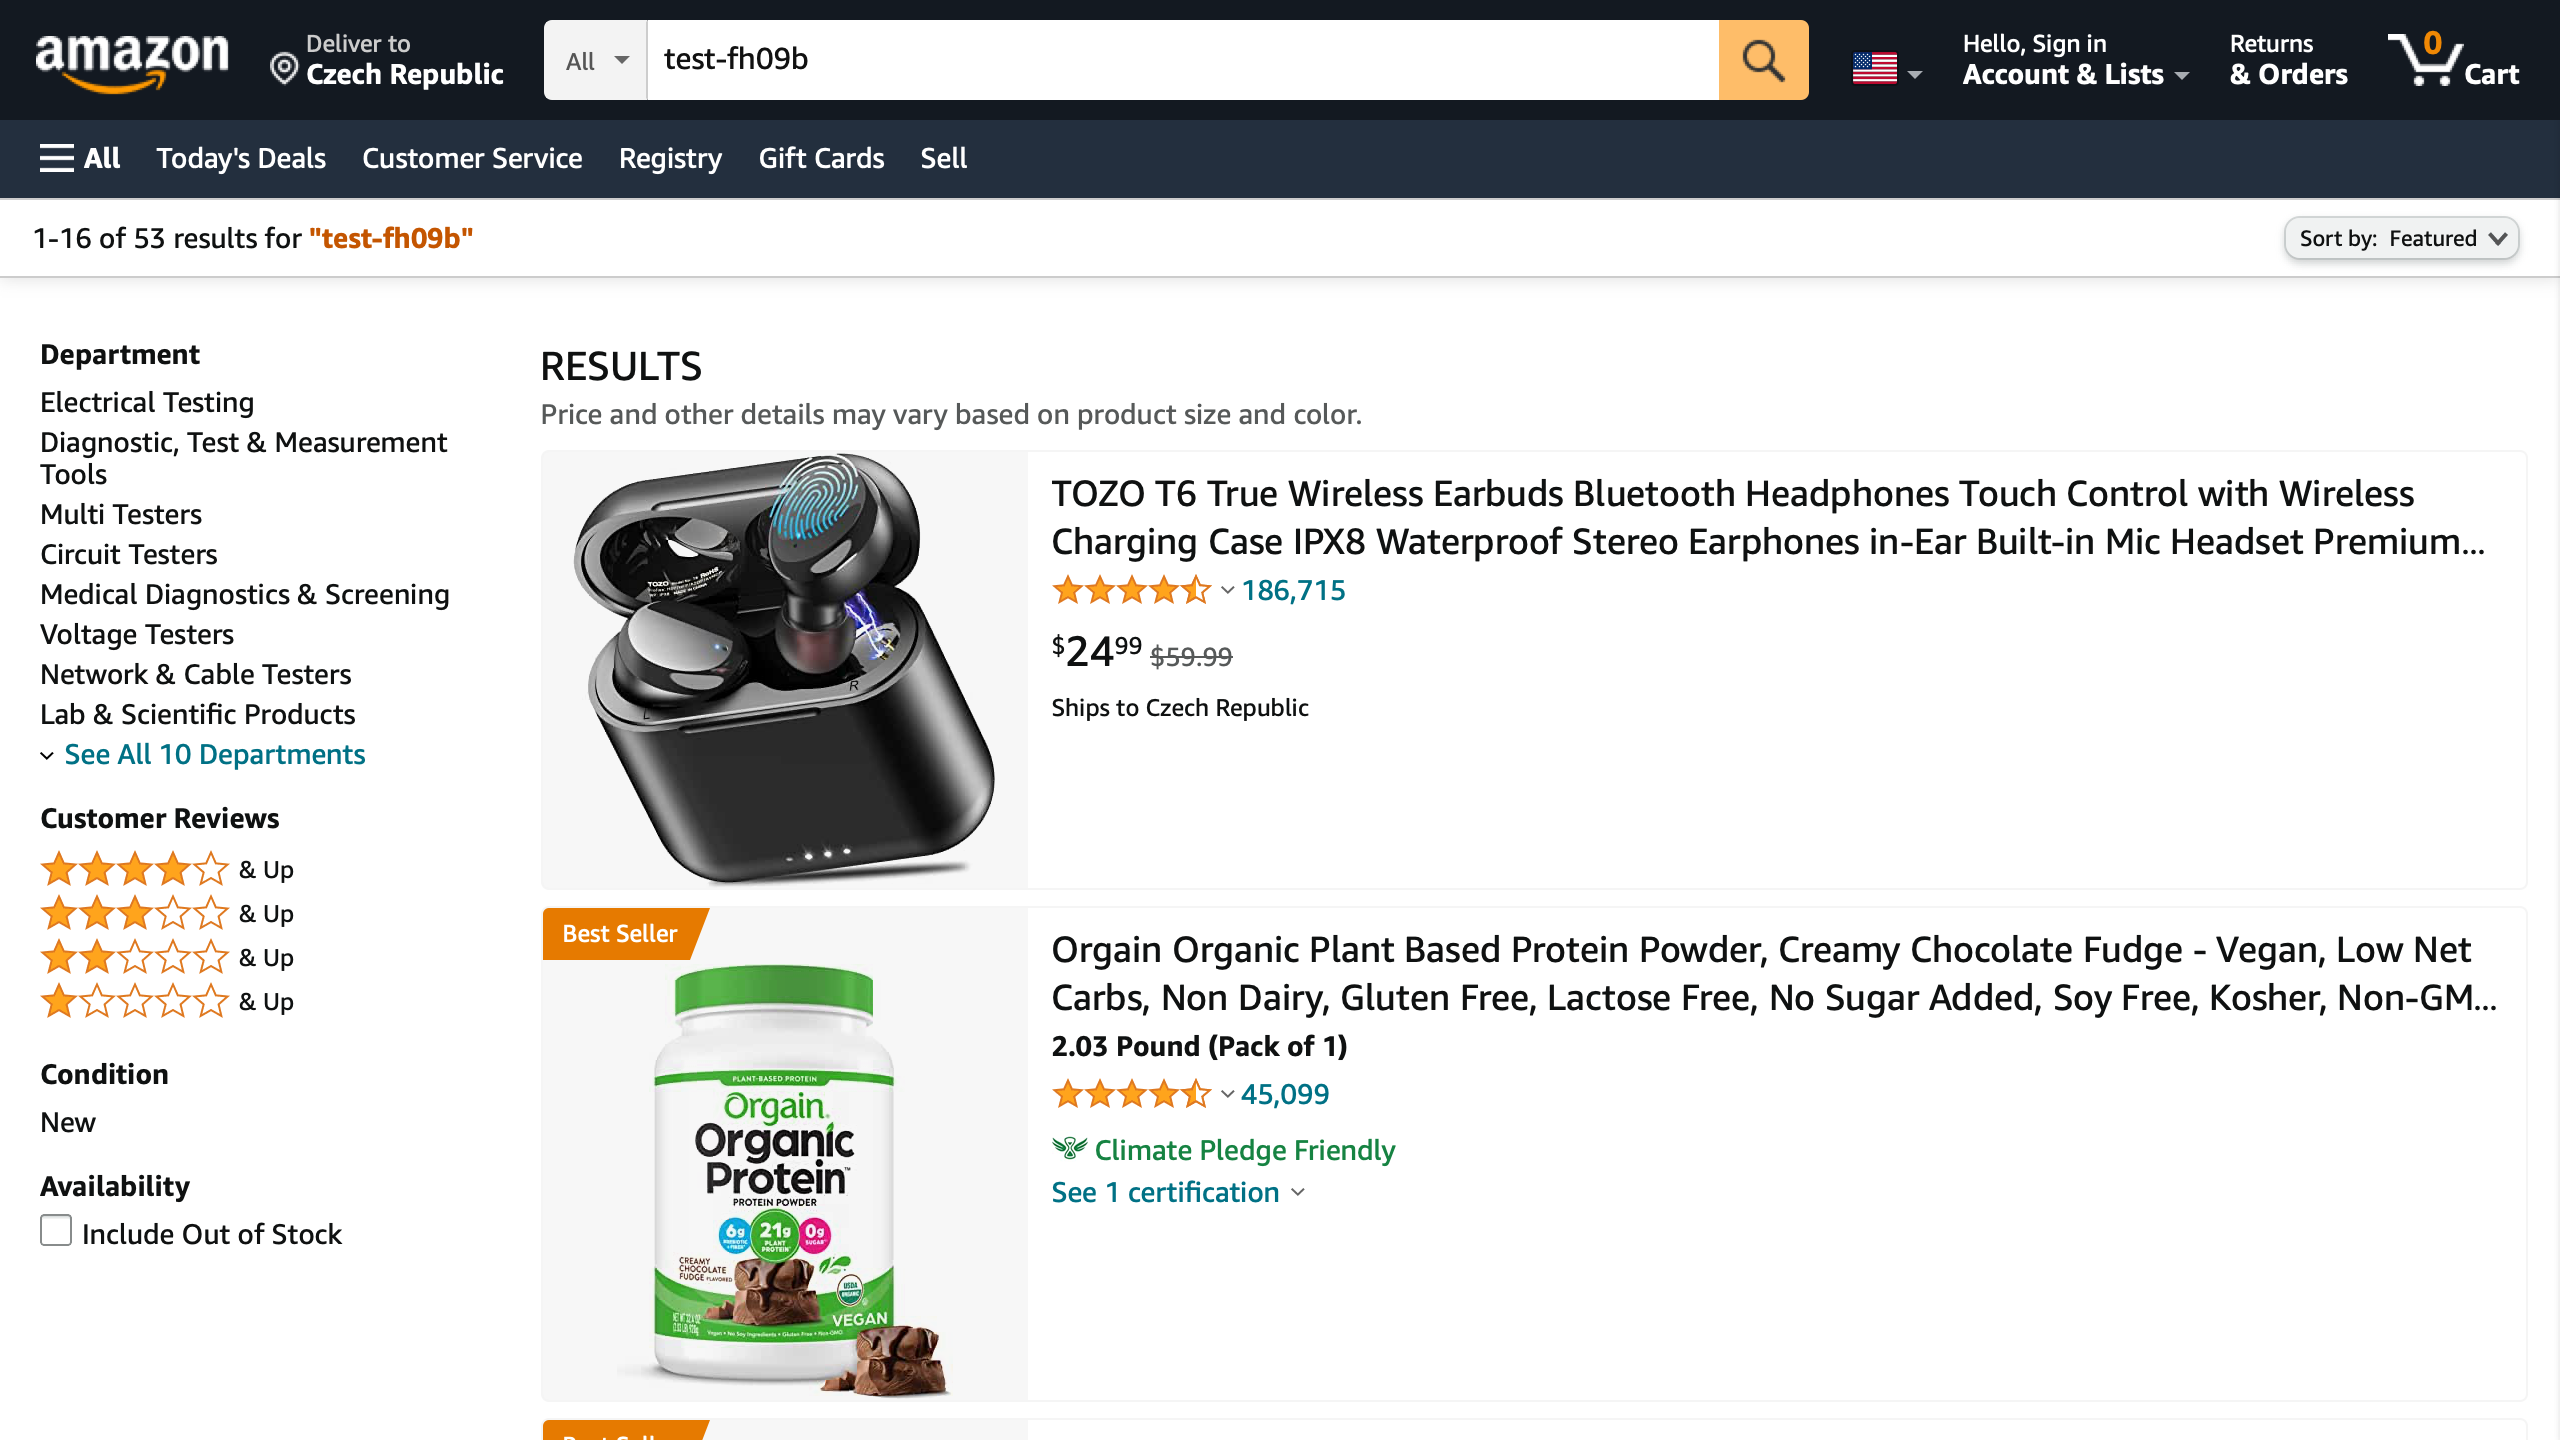 amazon
Deliver to
Czech Republic
All
test-fh09b
Hello, Sign in
Account & Lists
Returns
& Orders
0
Cart
All
Today's Deals
Customer Service
Registry
Gift Cards
Sell
1-16 of 53 results for "test-fh09b"
Sort by: Featured
Department
Electrical Testing
Diagnostic, Test & Measurement
Tools
Multi Testers
Circuit Testers
Medical Diagnostics & Screening
Voltage Testers
Network & Cable Testers
Lab & Scientific Products
See All 10 Departments
Customer Reviews
& Up
& Up
& Up
& Up
Condition
New
Availability
Include Out of Stock
RESULTS
Price and other details may vary based on product size and color.
TOZO
L
R
TOZO T6 True Wireless Earbuds Bluetooth Headphones Touch Control with Wireless
Charging Case IPX8 Waterproof Stereo Earphones in-Ear Built-in Mic Headset Premium...
186,715
$24.99 $59.99
Ships to Czech Republic
Best Seller
PLANT-BASED PROTEIN
Orgain
Organic
Protein™
PROTEIN POWDER
6g
21g
PLANT
PROTEIN
0g
SUGAR
CREAMY
CHOCOLATE
FUDGE FLAVORED
USDA
ORGANIC
VEGAN
Orgain Organic Plant Based Protein Powder, Creamy Chocolate Fudge - Vegan, Low Net
Carbs, Non Dairy, Gluten Free, Lactose Free, No Sugar Added, Soy Free, Kosher, Non-GM...
2.03 Pound (Pack of 1)
45,099
Climate Pledge Friendly
See 1 certification